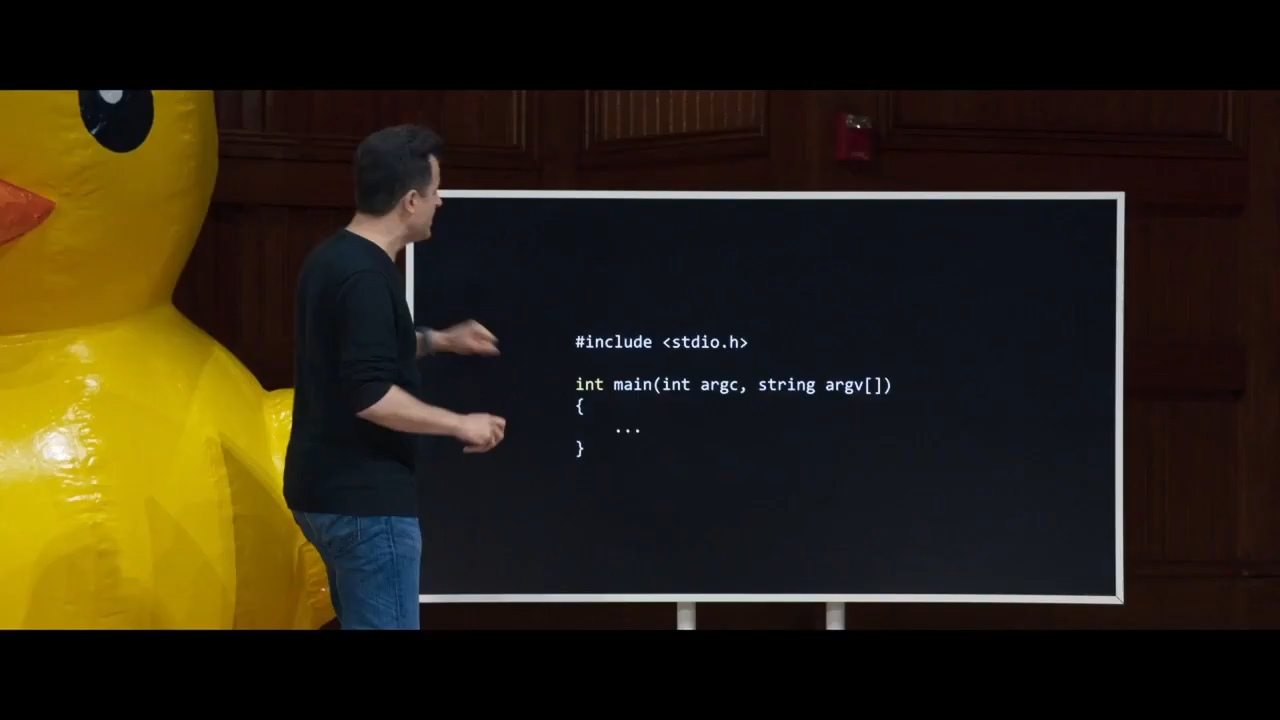 #include <stdio.h>
int main(int argc, string argv[])
{
...
}